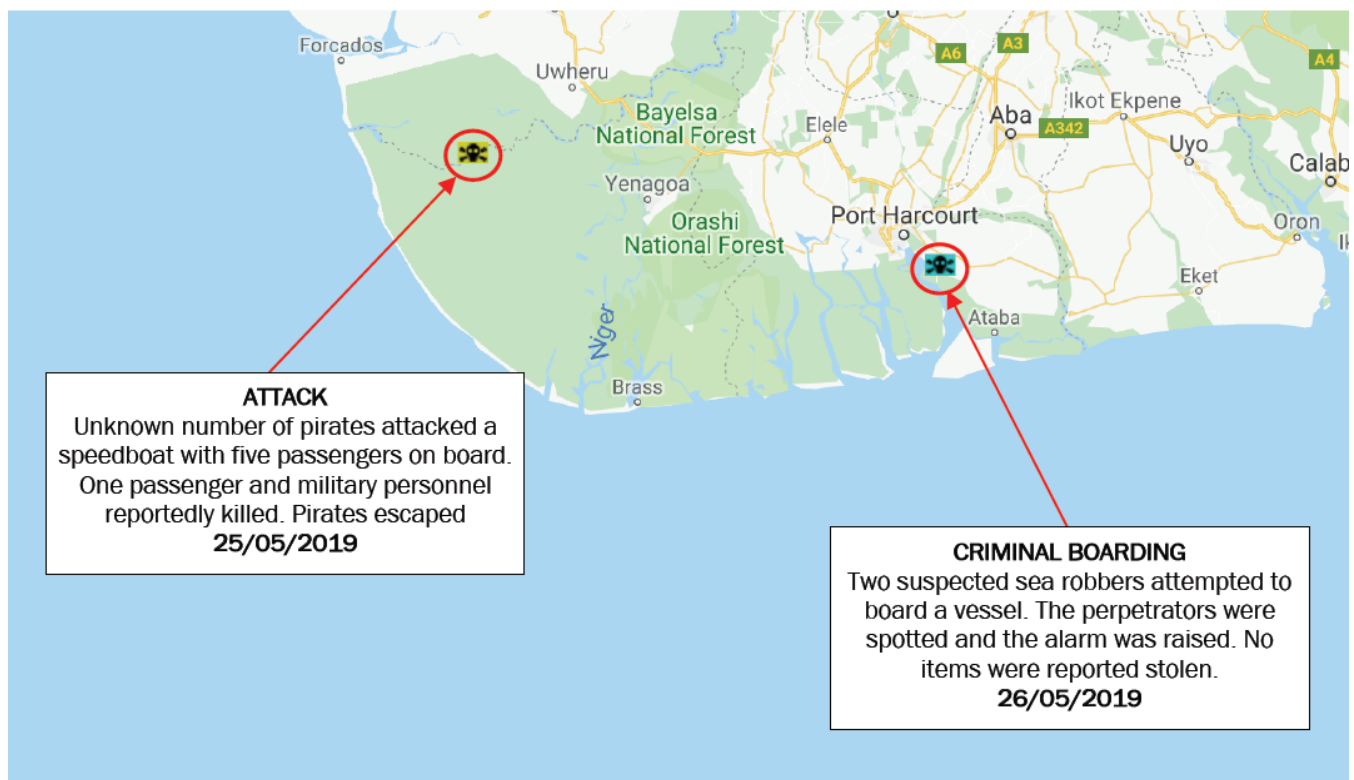 Forcados
Uwheru
Bayelsa
National Forest
Yenagoa
Orashi
National Forest
Niger
Brass
Elele
Port Harcourt
A6
A3
A4
Aba
A342
Ikot Ekpene
Uyo
Calab
Oron
Eket
Ataba
ATTACK
Unknown number of pirates attacked a
speedboat with five passengers on board.
One passenger and military personnel
reportedly killed. Pirates escaped
25/05/2019
CRIMINAL BOARDING
Two suspected sea robbers attempted to
board a vessel. The perpetrators were
spotted and the alarm was raised. No
items were reported stolen.
26/05/2019